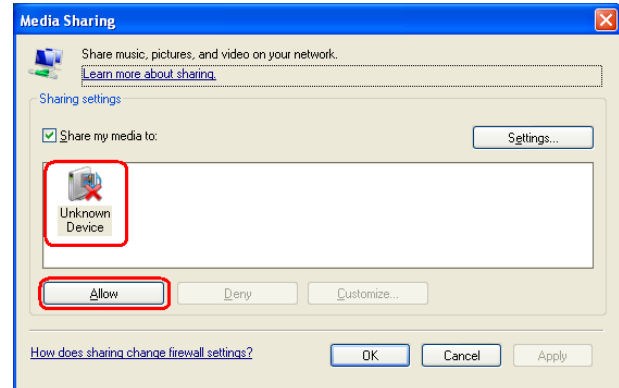 Media Sharing
Share music, pictures, and video on your network.
Learn more about sharing.
Sharing settings
Share my media to:
Settings...
Unknown
Device
Allow
Deny
Customize...
How does sharing change firewall settings?
OK
Cancel
Apply